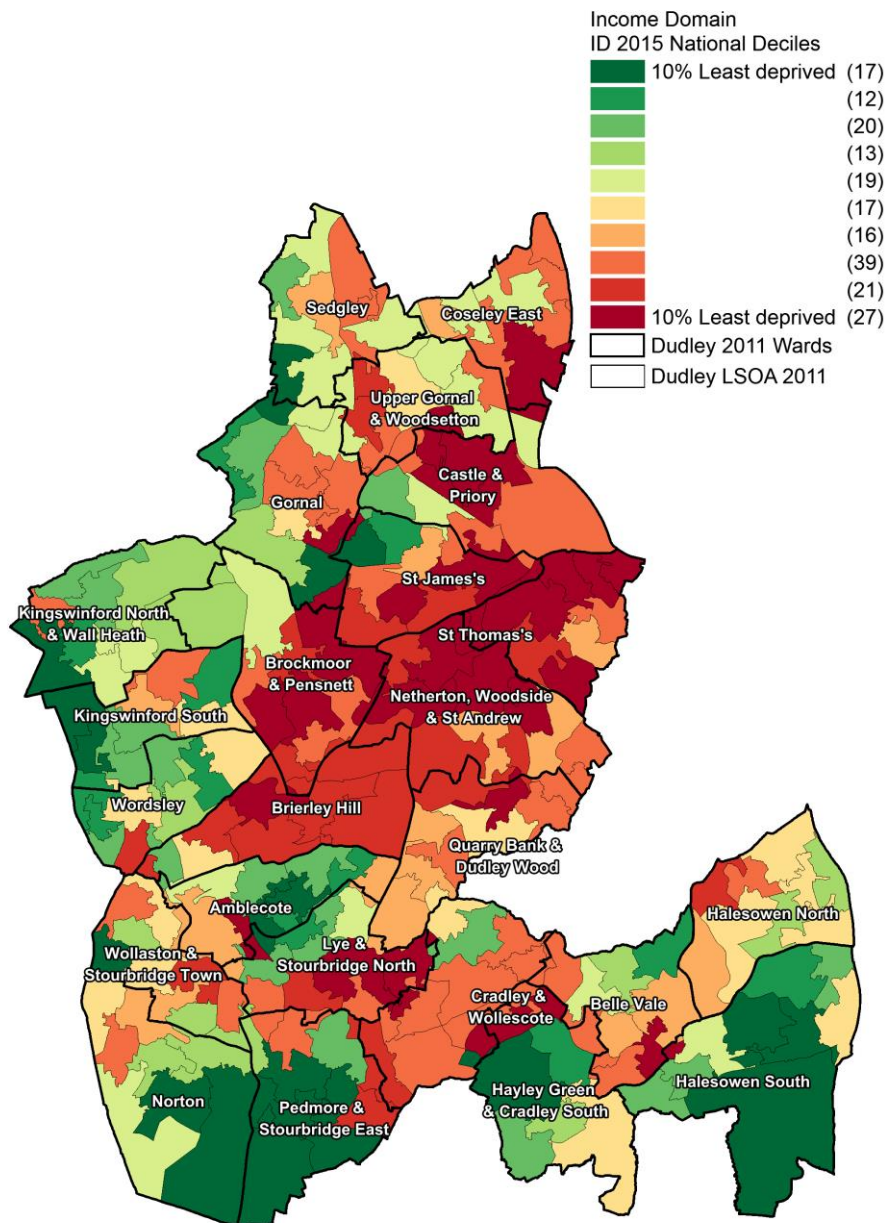 Income Domain
ID 2015 National Deciles
10% Least deprived (17)
(12)
(20)
(13)
(19)
(17)
(16)
(39)
(21)
10% Least deprived (27)
Dudley 2011 Wards
Dudley LSOA 2011
Sedgley
Coseley East
Upper Gornal
& Woodsetton
Castle &
Priory
Gornal
St James's
Kingswinford North
& Wall Heath
St Thomas's
Brockmoor
& Pensnett
Netherton, Woodside
& St Andrew
Kingswinford South
Wordsley
Brierley Hill
Quarry Bank &
Dudley Wood
Amblecote
Halesowen North
Lye &
Stourbridge North
Wollaston &
Stourbridge Town
Cradley &
Wollescote
Belle Vale
Halesowen South
Norton
Pedmore &
Stourbridge East
Hayley Green
& Cradley South